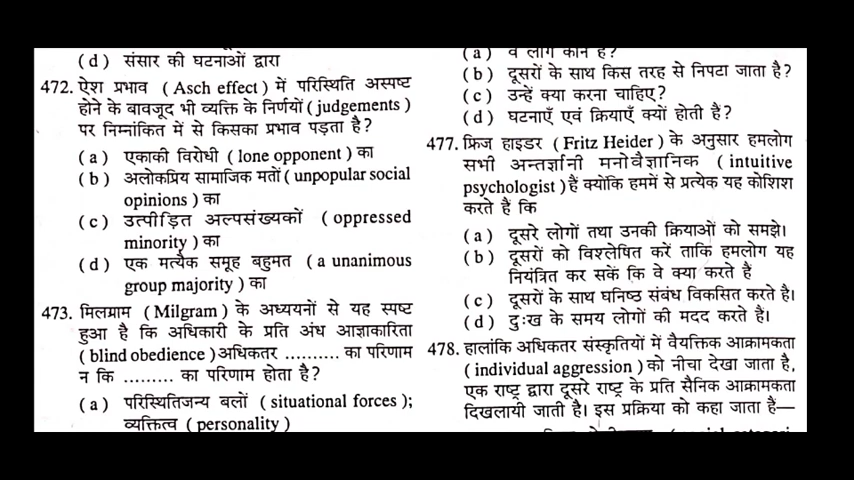 (d) संसार की घटनाओं द्वारा
472. ऐश प्रभाव (Asch effect) में परिस्थिति अस्पष्ट
होने के बावजूद भी व्यक्ति के निर्णयों (judgements)
पर निम्नांकित में से किसका प्रभाव पड़ता है?
(a) एकाकी विरोधी (lone opponent) का
(b) अलोकप्रिय सामाजिक मतों (unpopular social
opinions) का
(c) उत्पीड़ित अल्पसंख्यकों (oppressed
minority) का
(d) एक मत्यैक समूह बहुमत (a unanimous
group majority) का
473. मिलग्राम (Milgram) के अध्ययनों से यह स्पष्ट
हुआ है कि अधिकारी के प्रति अंध आज्ञाकारिता
(blind obedience) अधिकतर .......... का परिणाम
न कि ......... का परिणाम होता है?
(a) परिस्थितिजन्य बलों (situational forces);
व्यक्तित्व (personality)
(a) वे लोग कौन हैं?
(b) दूसरों के साथ किस तरह से निपटा जाता है?
(c) उन्हें क्या करना चाहिए?
(d) घटनाएँ एवं क्रियाएँ क्यों होती हैं?
477. फ्रिज हाइडर (Fritz Heider) के अनुसार हमलोग
सभी अन्तर्ज्ञानी मनोवैज्ञानिक (intuitive
psychologist) हैं क्योंकि हममें से प्रत्येक यह कोशिश
करते हैं कि
(a) दूसरे लोगों तथा उनकी क्रियाओं को समझे।
(b) दूसरों को विश्लेषित करें ताकि हमलोग यह
नियंत्रित कर सकें कि वे क्या करते हैं
(c) दूसरों के साथ घनिष्ठ संबंध विकसित करते है।
(d) दुःख के समय लोगों की मदद करते है।
478. हालांकि अधिकतर संस्कृतियों में वैयक्तिक आक्रामकता
(individual aggression) को नीचा देखा जाता है,
एक राष्ट्र द्वारा दूसरे राष्ट्र के प्रति सैनिक आक्रामकता
दिखलायी जाती है। इस प्रक्रिया को कहा जाता हैं—